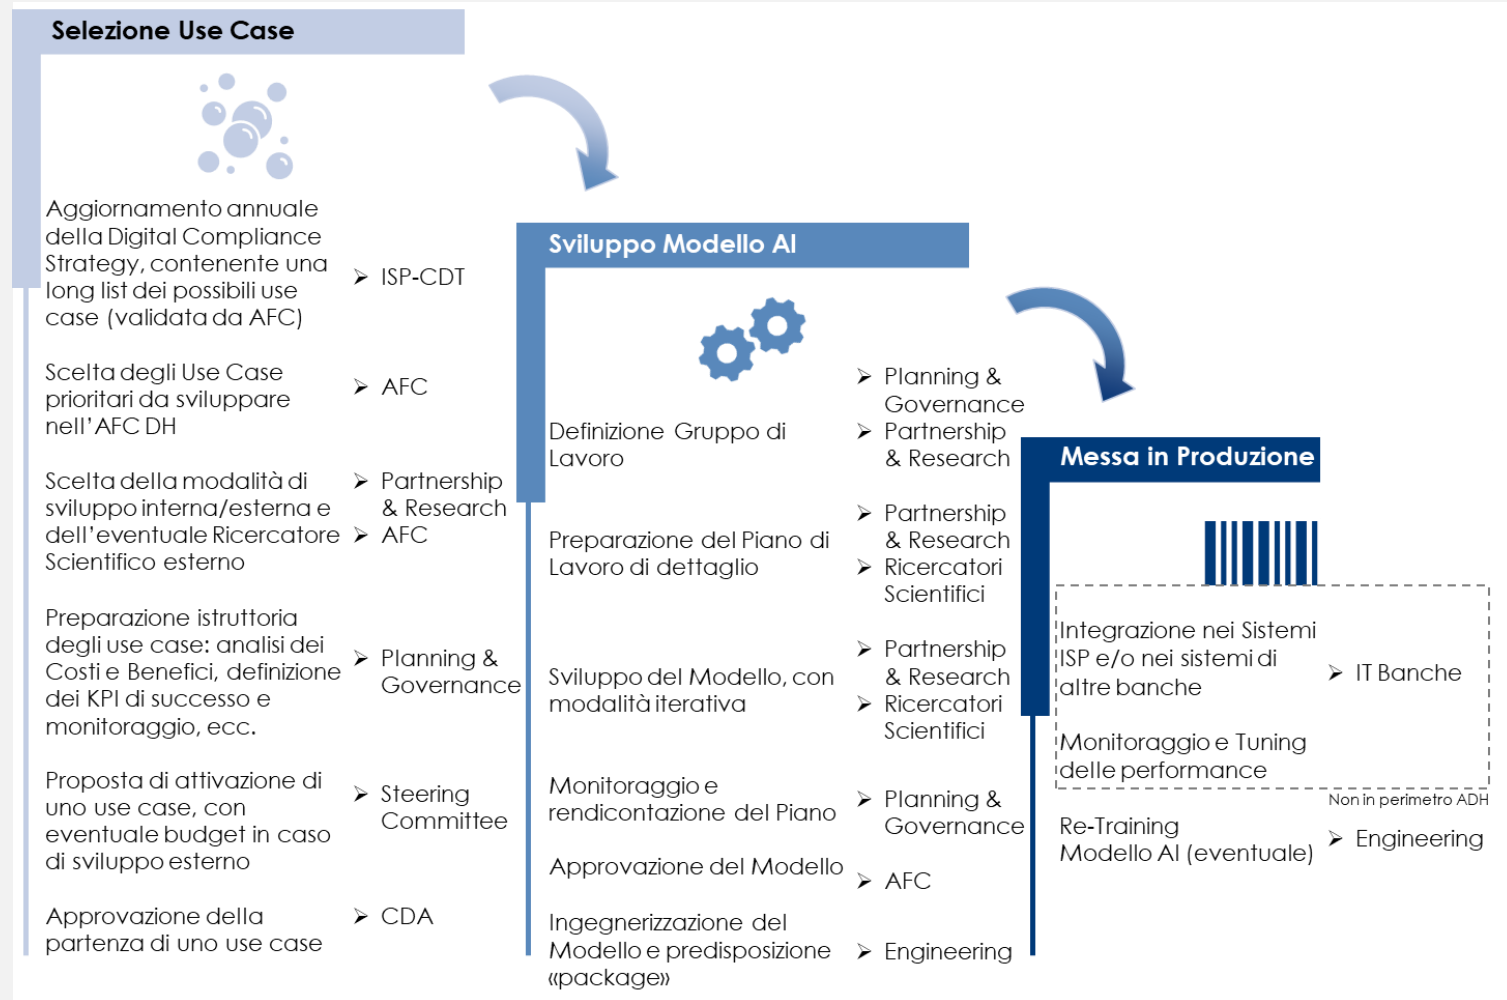 Selezione Use Case
Aggiornamento annuale
della Digital Compliance
Strategy, contenente una
long list dei possibili use
case (validata da AFC)
➢ ISP-CDT
Scelta degli Use Case
prioritari da sviluppare
nell'AFC DH
➢ AFC
Scelta della modalità di
sviluppo interna/esterna e
dell'eventuale Ricercatore
Scientifico esterno
➢ Partnership
& Research
➢ AFC
Preparazione istruttoria
degli use case: analisi dei
Costi e Benefici, definizione
dei KPI di successo e
monitoraggio, ecc.
➢ Planning &
Governance
Proposta di attivazione di
uno use case, con
eventuale budget in caso
di sviluppo esterno
➢ Steering
Committee
Approvazione della
partenza di uno use case
➢ CDA
Sviluppo Modello AI
Definizione Gruppo di
Lavoro
➢ Planning &
Governance
➢ Partnership
& Research
Preparazione del Piano di
Lavoro di dettaglio
➢ Partnership
& Research
➢ Ricercatori
Scientifici
Sviluppo del Modello, con
modalità iterativa
➢ Partnership
& Research
➢ Ricercatori
Scientifici
Monitoraggio e
rendicontazione del Piano
➢ Planning &
Governance
Approvazione del Modello
➢ AFC
Ingegnerizzazione del
Modello e predisposizione
«package»
➢ Engineering
Messa in Produzione
Integrazione nei Sistemi
ISP e/o nei sistemi di
altre banche
➢ IT Banche
Monitoraggio e Tuning
delle performance
Non in perimetro ADH
Re-Training
Modello AI (eventuale)
➢ Engineering